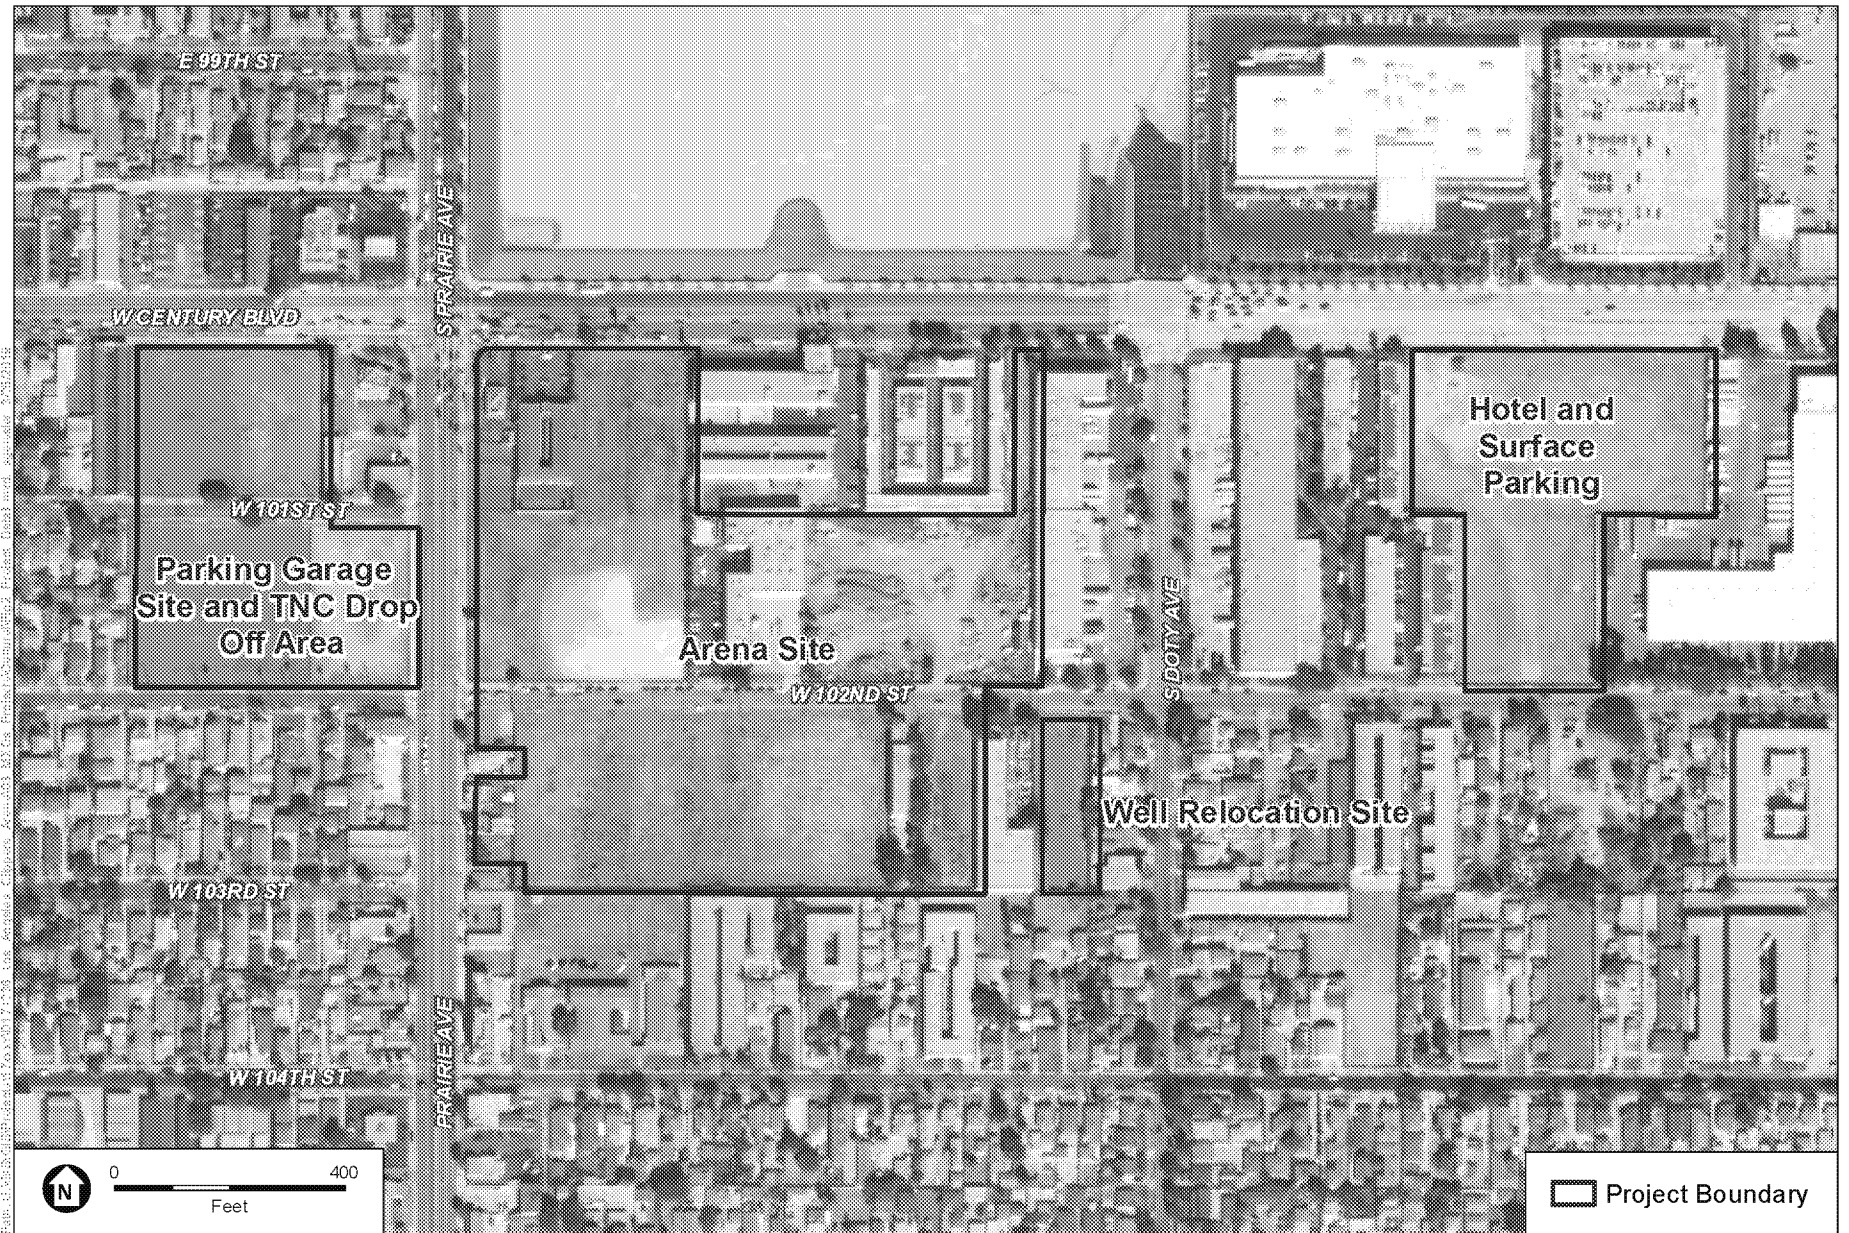 E 99TH ST
S PRAIRIE AVE
W CENTURY BLVD
Hotel and
Surface
Parking
W 101ST ST
Parking Garage
Site and TNC Drop
Off Area
Arena Site
S DOTY AVE
W 102ND ST
Well Relocation Site
W 103RD ST
PRAIRIE AVE
W 104TH ST
N
0 400
Feet
Project Boundary